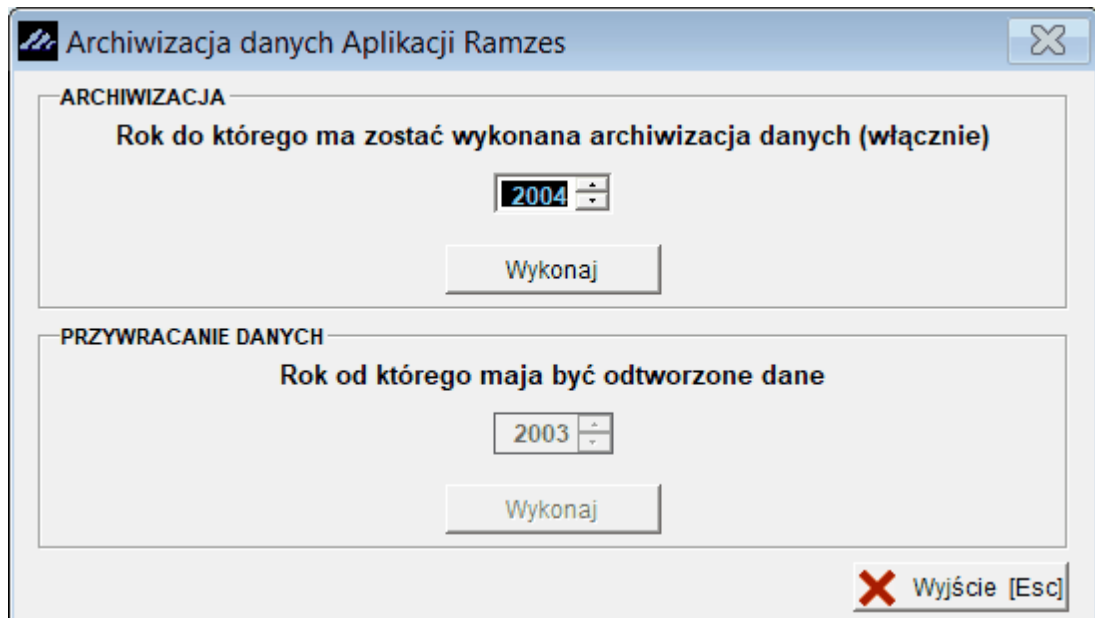 Archiwizacja danych Aplikacji Ramzes
ARCHIWIZACJA
Rok do którego ma zostać wykonana archiwizacja danych (włącznie)
2004
Wykonaj
PRZYWRACANIE DANYCH
Rok od którego maja być odtworzone dane
2003
Wykonaj
Wyjście [Esc]